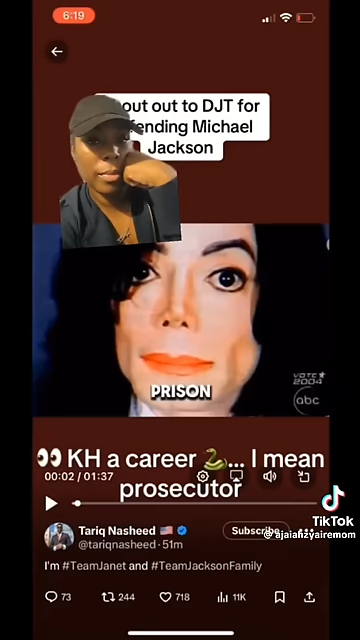 6:19
out out to DJT for
fending Michael
Jackson
PRISON
VOTE★
2004
abc
👀 KH a career 🐍... I mean
prosecutor
00:02 / 01:37
TikTok
@ajaianzyairemom
Tariq Nasheed 🇺🇸
Subscribe
@tariqnasheed · 51m
I'm #TeamJanet and #TeamJacksonFamily
73
244
718
11K